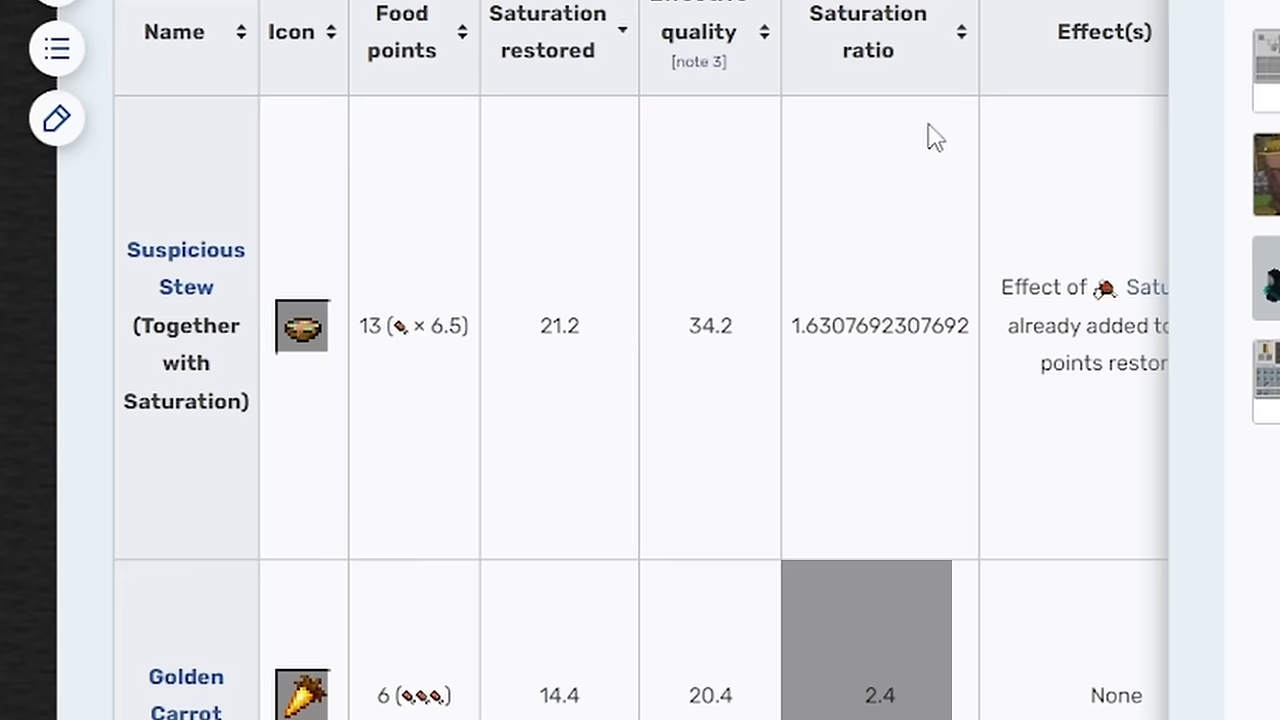 Name
Icon
Food
points
Saturation
restored
quality
[note 3]
Saturation
ratio
Effect(s)
Suspicious
Stew
(Together
with
Saturation)
13 ( × 6.5)
21.2
34.2
1.6307692307692
Effect of Satu
already added to
points restor
Golden
Carrot
6 ( )
14.4
20.4
2.4
None